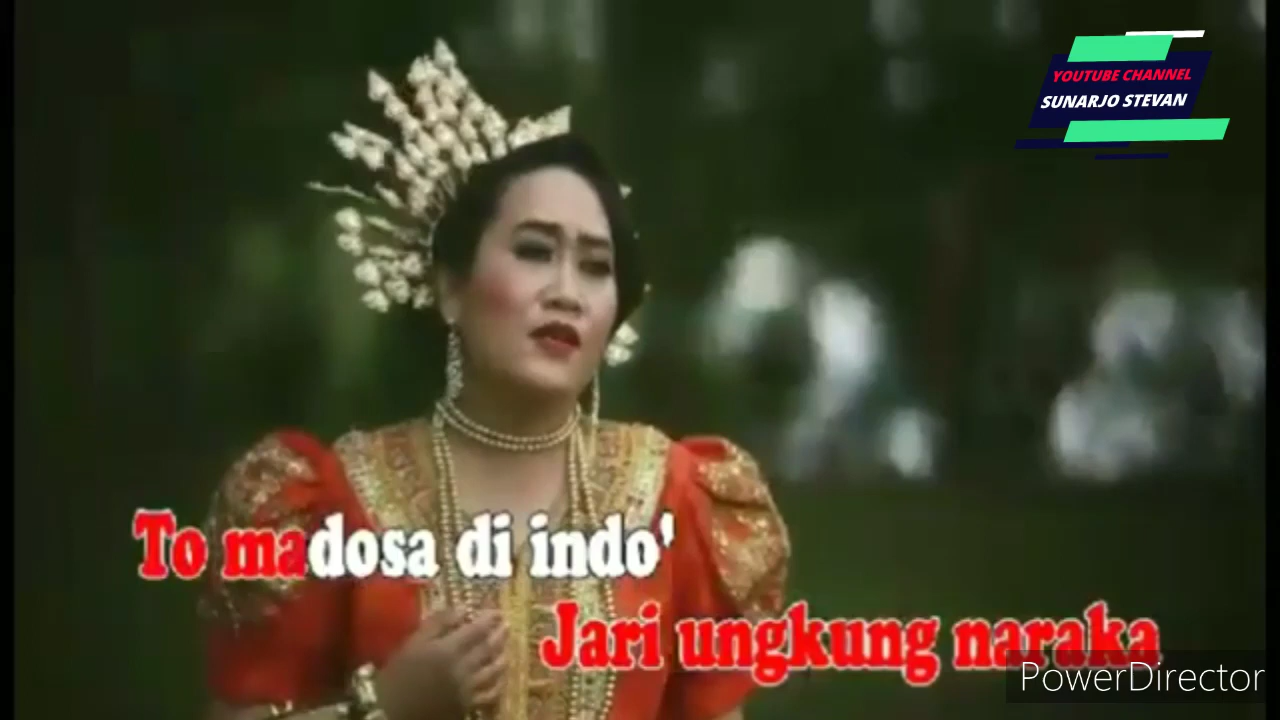 YOUTUBE CHANNEL
SUNARJO STEVAN
To madosa di indo'
Jari ungkung naraka
PowerDirector